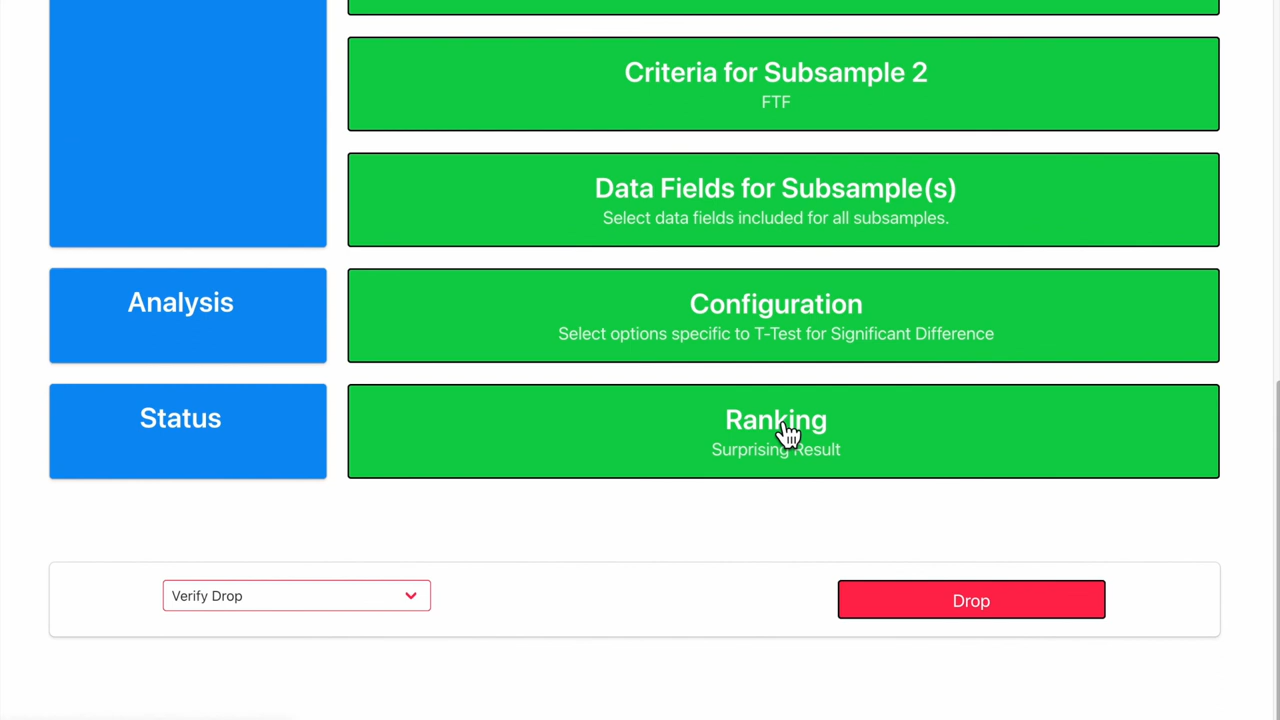 Criteria for Subsample 2
FTF
Data Fields for Subsample(s)
Select data fields included for all subsamples.
Analysis
Configuration
Select options specific to T-Test for Significant Difference
Status
Ranking
Surprising Result
Verify Drop
Drop